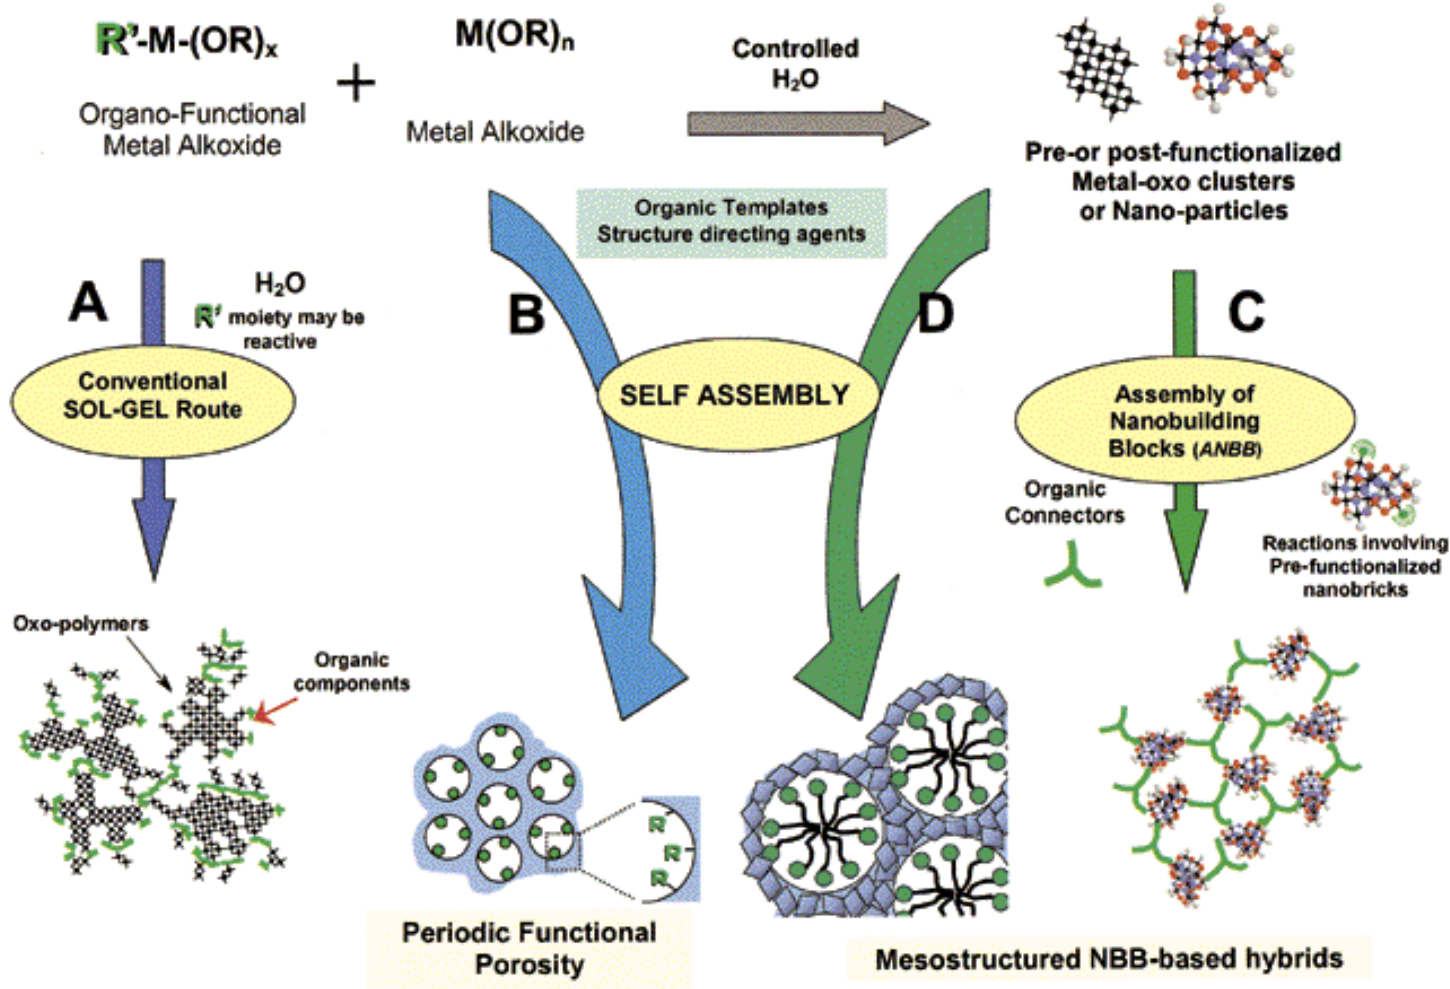 R'-M-(OR)x
Organo-Functional
Metal Alkoxide
+
M(OR)n
Metal Alkoxide
Controlled
H2O
Pre-or post-functionalized
Metal-oxo clusters
or Nano-particles
Organic Templates
Structure directing agents
A
H2O
R' moiety may be
reactive
Conventional
SOL-GEL Route
B
SELF ASSEMBLY
D
C
Assembly of
Nanobuilding
Blocks (ANBB)
Organic
Connectors
Reactions involving
Pre-functionalized
nanobricks
Oxo-polymers
Organic
components
R
R
R
Periodic Functional
Porosity
Mesostructured NBB-based hybrids